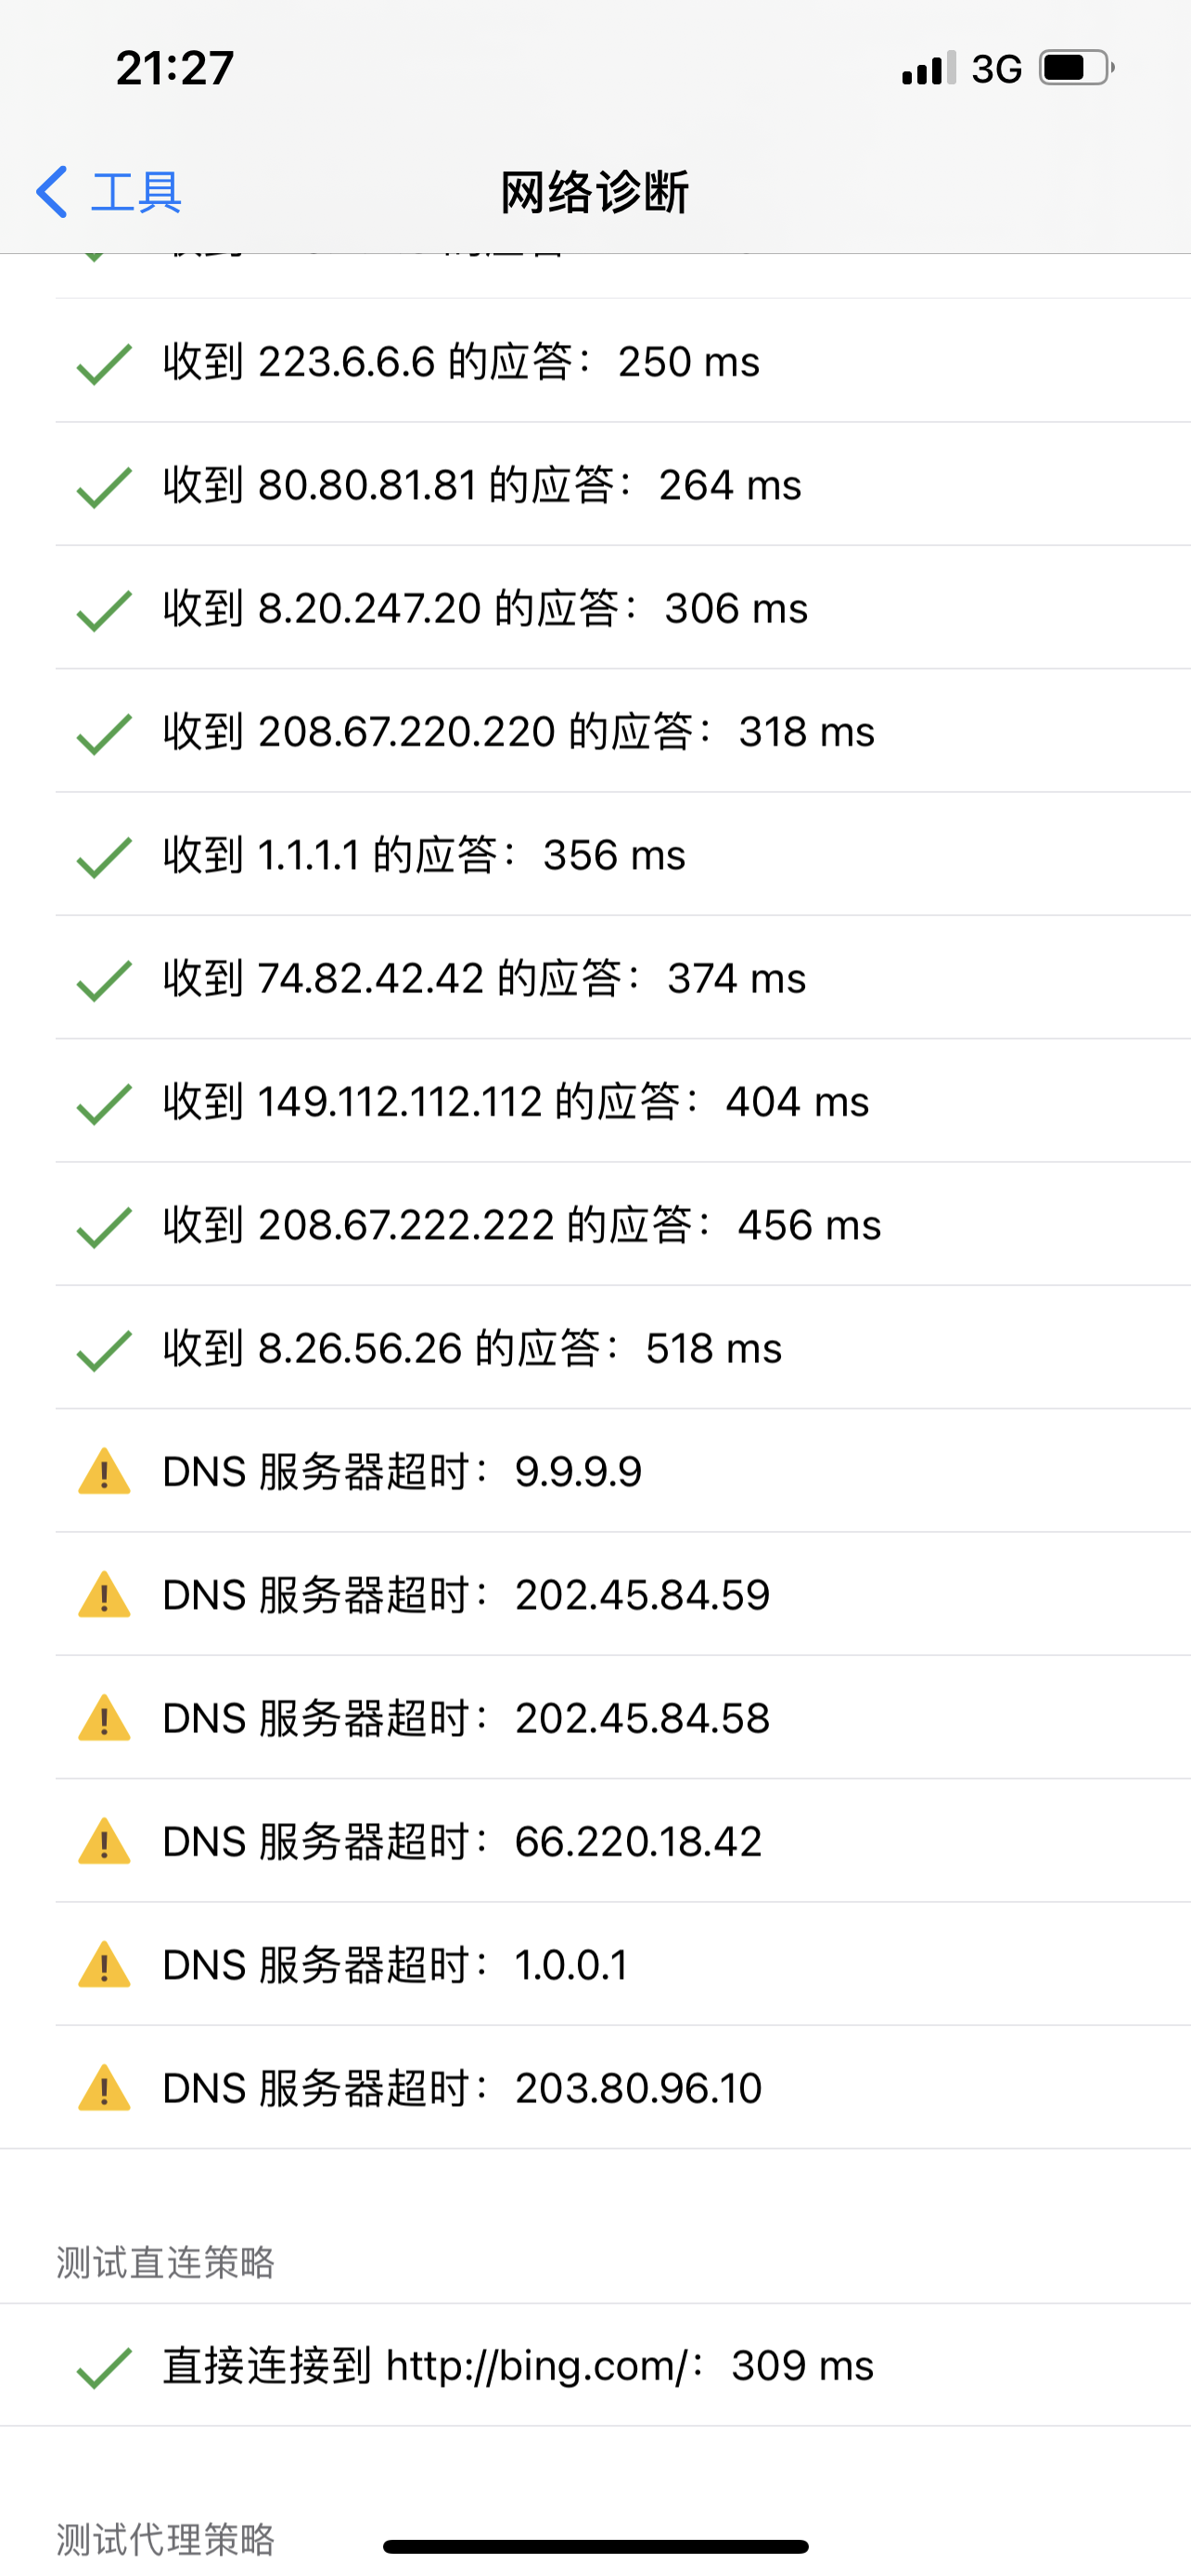 21:27
3G
工具
网络诊断
收到 223.6.6.6 的应答：250 ms
收到 80.80.81.81 的应答：264 ms
收到 8.20.247.20 的应答：306 ms
收到 208.67.220.220 的应答：318 ms
收到 1.1.1.1 的应答：356 ms
收到 74.82.42.42 的应答：374 ms
收到 149.112.112.112 的应答：404 ms
收到 208.67.222.222 的应答：456 ms
收到 8.26.56.26 的应答：518 ms
DNS 服务器超时：9.9.9.9
DNS 服务器超时：202.45.84.59
DNS 服务器超时：202.45.84.58
DNS 服务器超时：66.220.18.42
DNS 服务器超时：1.0.0.1
DNS 服务器超时：203.80.96.10
测试直连策略
直接连接到 http://bing.com/：309 ms
测试代理策略